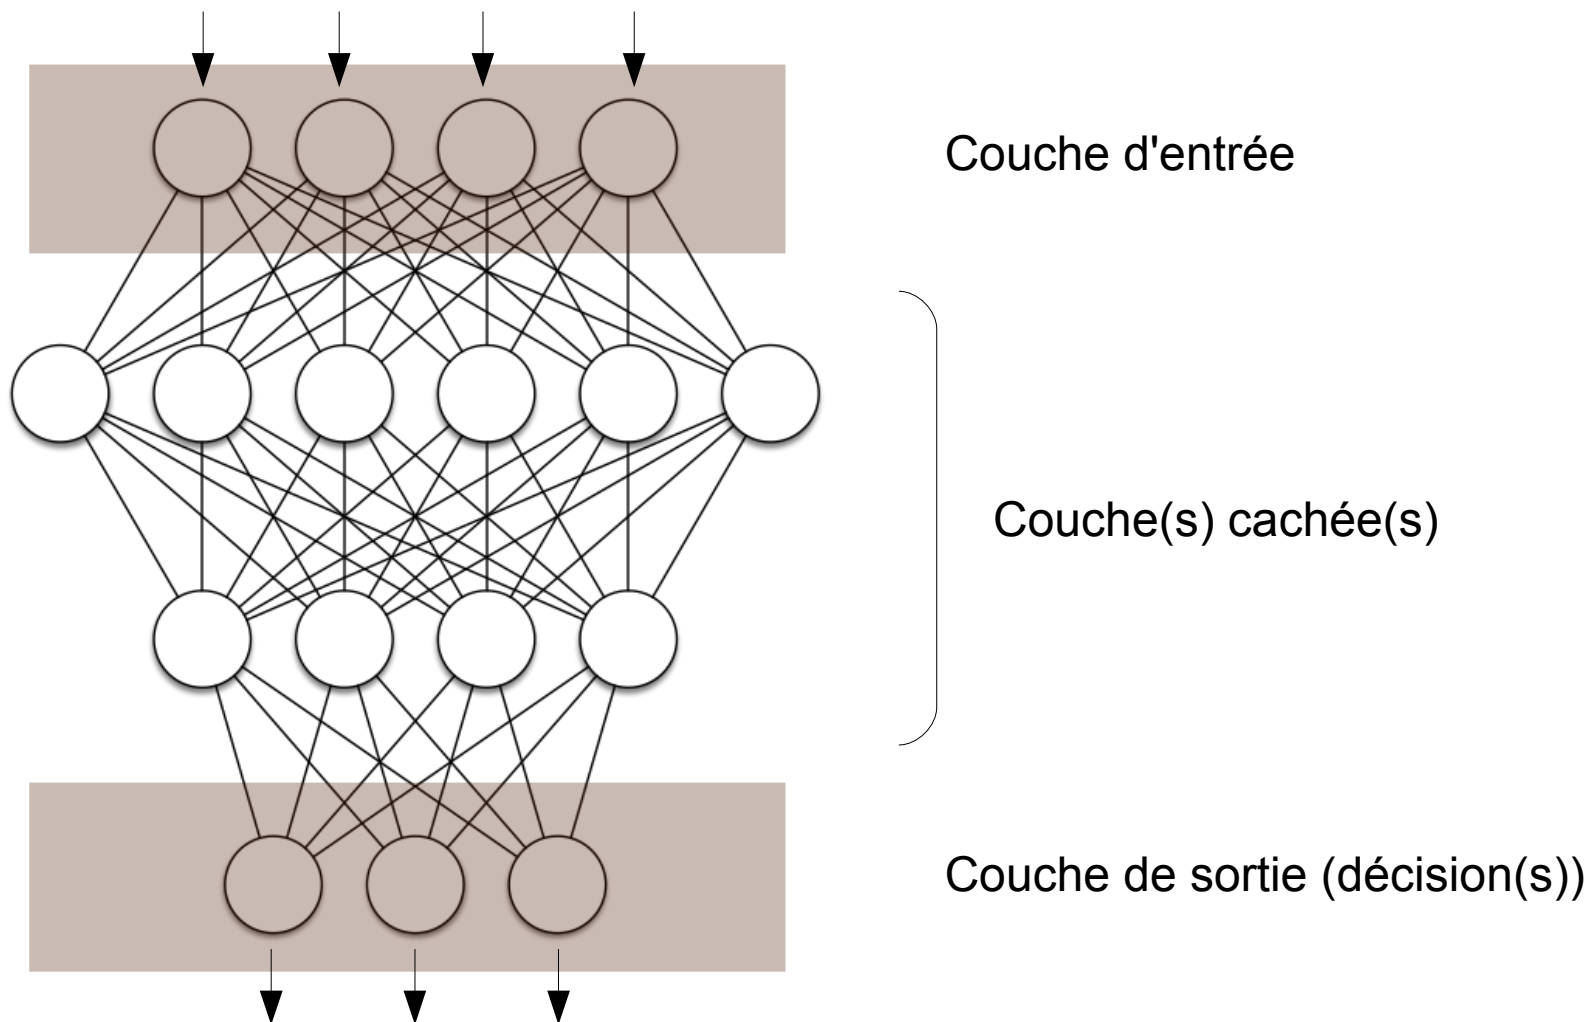 Couche d'entrée
Couche(s) cachée(s)
Couche de sortie (décision(s))